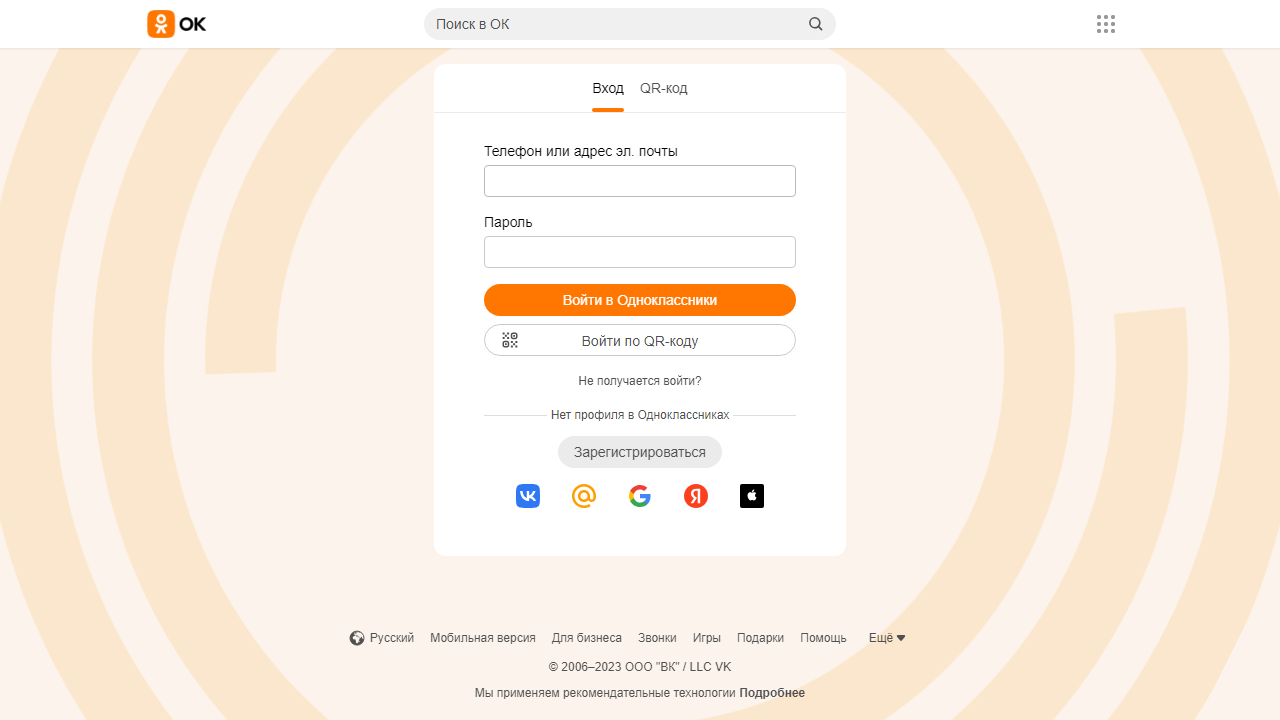 OK
Поиск в ОК
Вход QR-код
Телефон или адрес эл. почты
Пароль
Войти в Одноклассники
Войти по QR-коду
Не получается войти?
Нет профиля в Одноклассниках
Зарегистрироваться
Русский Мобильная версия Для бизнеса Звонки Игры Подарки Помощь Ещё
© 2006–2023 ООО "ВК" / LLC VK
Мы применяем рекомендательные технологии Подробнее